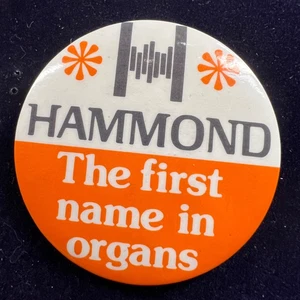 HAMMOND
The first
name in
organs